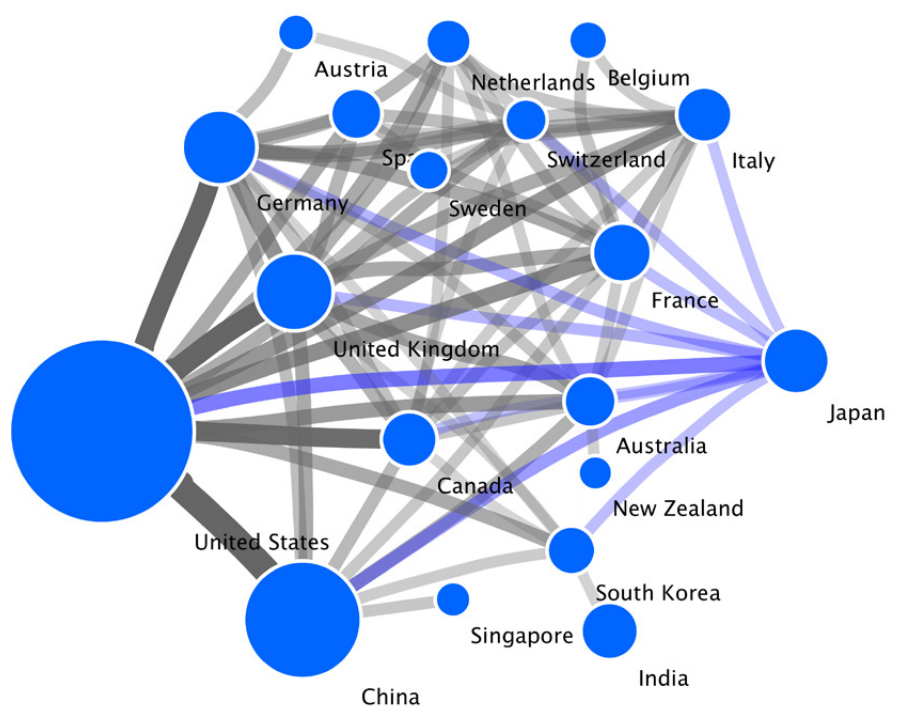 Austria
Netherlands
Belgium
Switzerland
Italy
Germany
Sweden
France
United Kingdom
Japan
Australia
Canada
New Zealand
United States
South Korea
Singapore
India
China